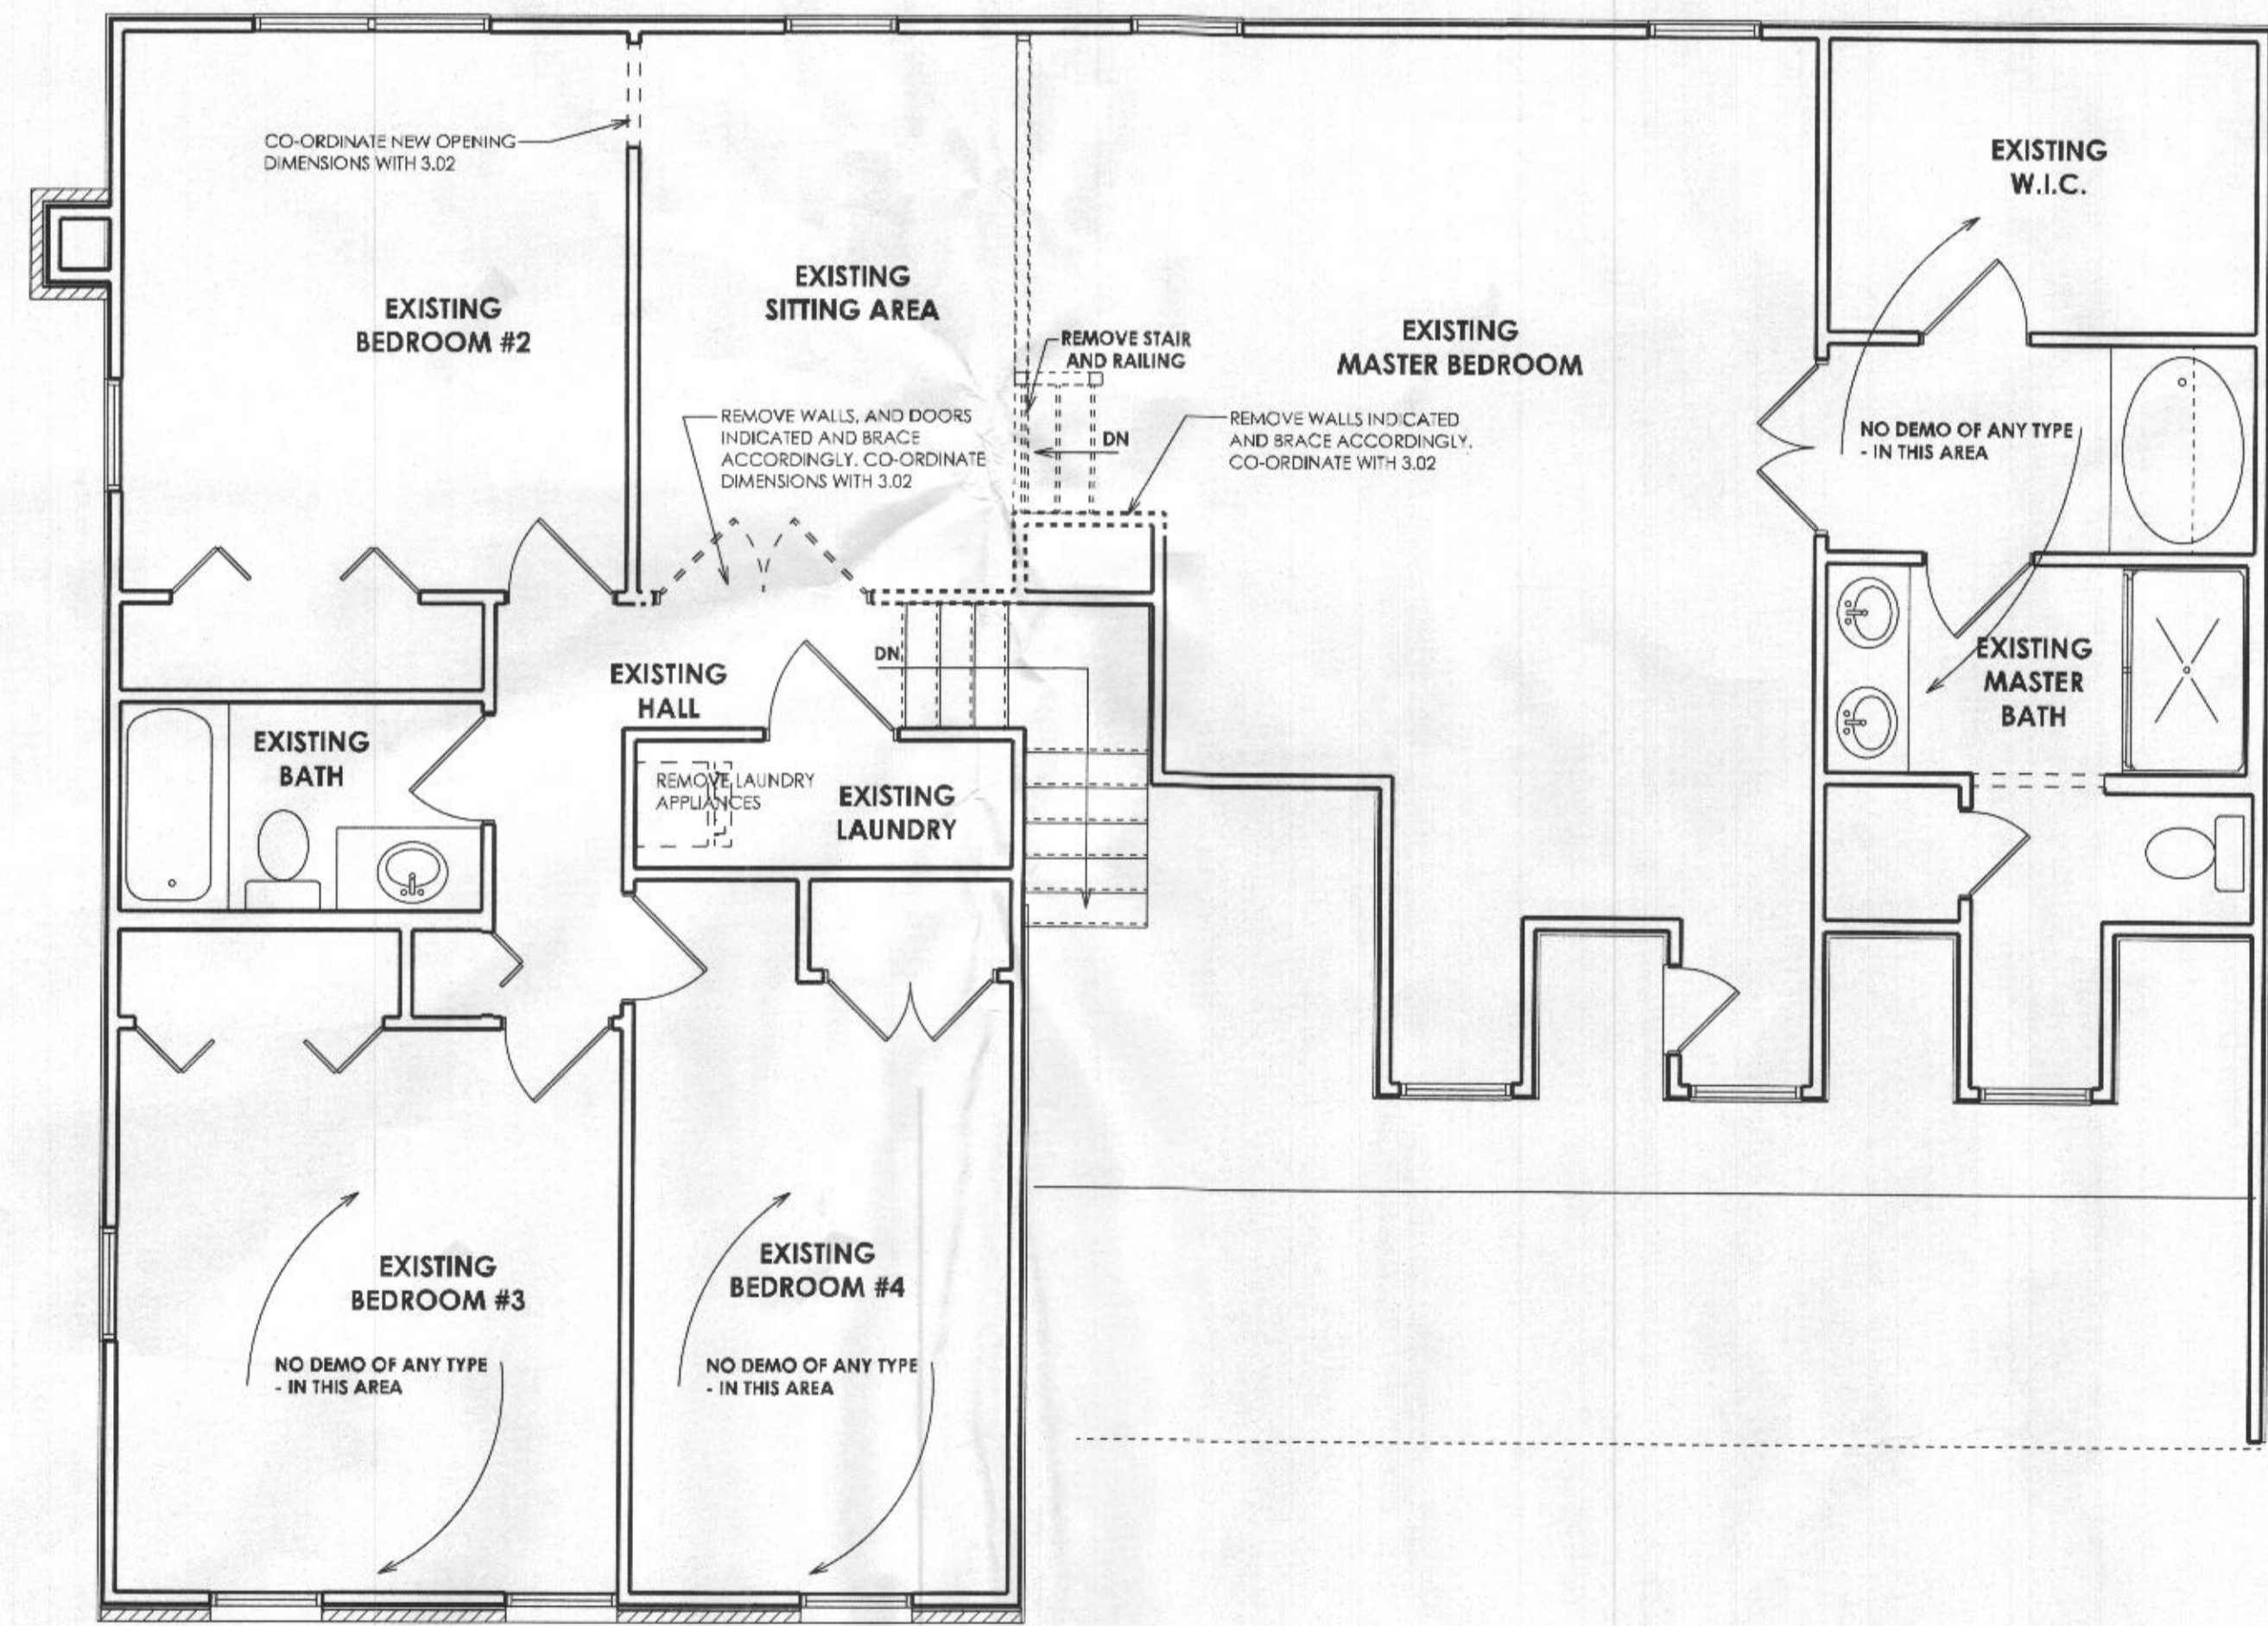 CO-ORDINATE NEW OPENING
DIMENSIONS WITH 3.02
EXISTING
W.I.C.
EXISTING
BEDROOM #2
EXISTING
SITTING AREA
REMOVE STAIR
AND RAILING
EXISTING
MASTER BEDROOM
REMOVE WALLS, AND DOORS
INDICATED AND BRACE
ACCORDINGLY. CO-ORDINATE
DIMENSIONS WITH 3.02
DN
REMOVE WALLS INDICATED
AND BRACE ACCORDINGLY.
CO-ORDINATE WITH 3.02
NO DEMO OF ANY TYPE
- IN THIS AREA
DN
EXISTING
HALL
EXISTING
MASTER
BATH
EXISTING
BATH
REMOVE LAUNDRY
APPLIANCES
EXISTING
LAUNDRY
EXISTING
BEDROOM #3
EXISTING
BEDROOM #4
NO DEMO OF ANY TYPE
- IN THIS AREA
NO DEMO OF ANY TYPE
- IN THIS AREA